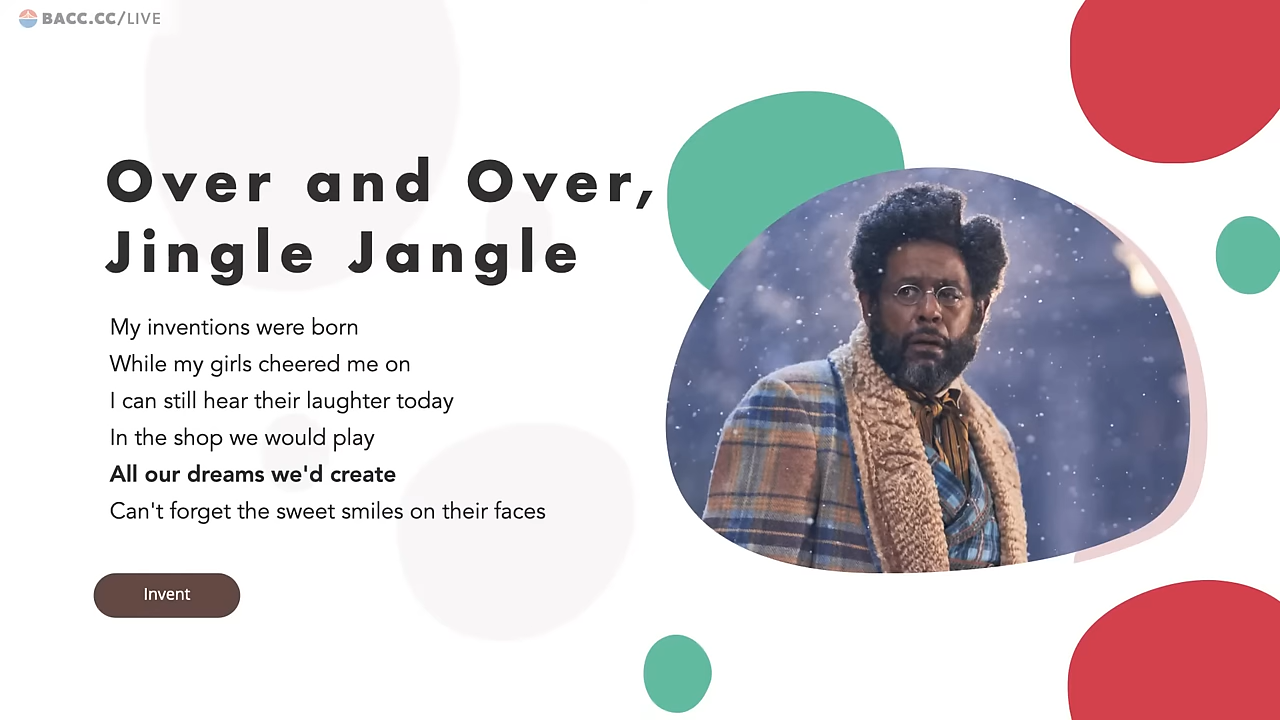 BACC.CC/LIVE
Over and Over,
Jingle Jangle
My inventions were born
While my girls cheered me on
I can still hear their laughter today
In the shop we would play
All our dreams we'd create
Can't forget the sweet smiles on their faces
Invent